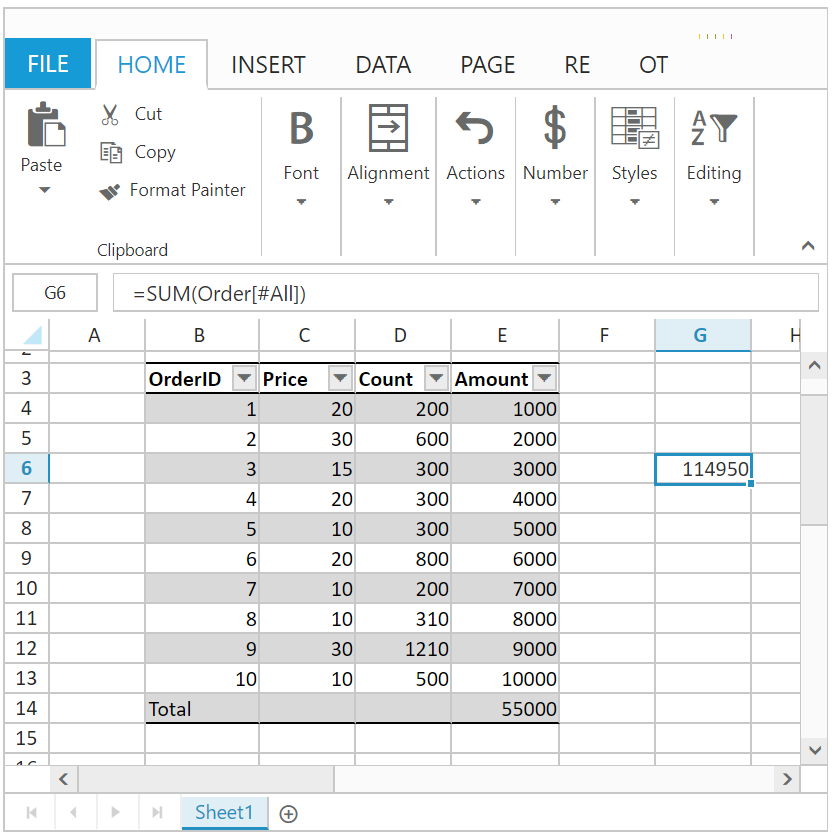 FILE HOME INSERT DATA PAGE RE OT
Cut
Copy
Format Painter
Paste
B
$
A
Z
Font Alignment Actions Number Styles Editing
Clipboard
G6 =SUM(Order[#All])
A B C D E F G H
3 OrderID Price Count Amount
4 1 20 200 1000
5 2 30 600 2000
6 3 15 300 3000 114950
7 4 20 300 4000
8 5 10 300 5000
9 6 20 800 6000
10 7 10 200 7000
11 8 10 310 8000
12 9 30 1210 9000
13 10 10 500 10000
14 Total 55000
15
Sheet1